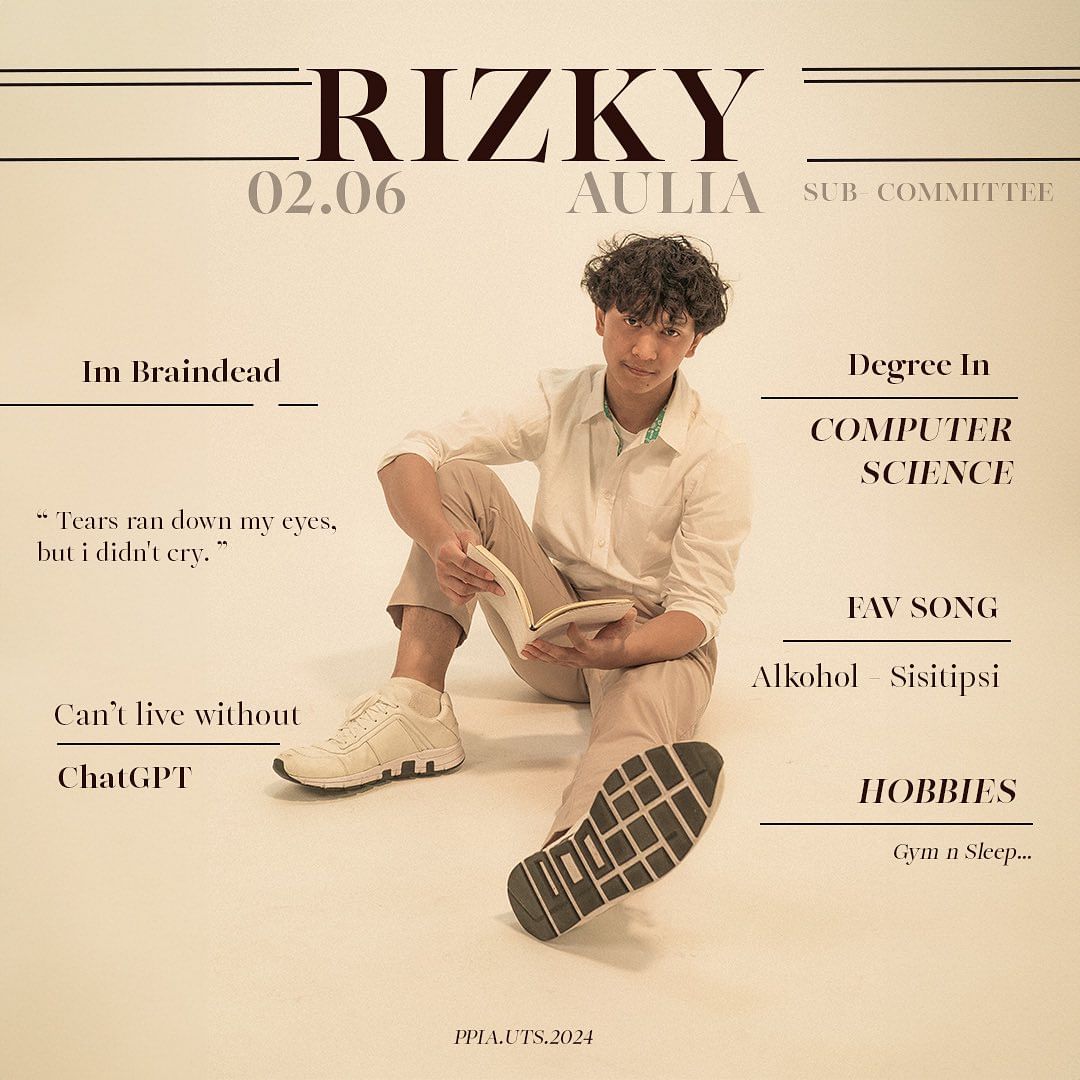 RIZKY
02.06 AULIA SUB- COMMITTEE
Im Braindead
“ Tears ran down my eyes,
but i didn't cry. ”
Can’t live without
ChatGPT
Degree In
COMPUTER
SCIENCE
FAV SONG
Alkohol - Sisitipsi
HOBBIES
Gym n Sleep...
PPIA.UTS.2024